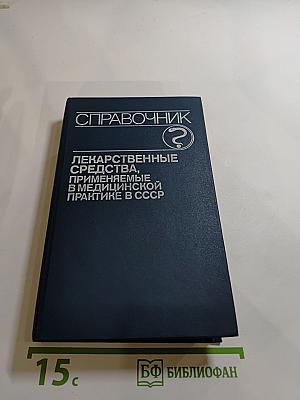 СПРАВОЧНИК
?
ЛЕКАРСТВЕННЫЕ
СРЕДСТВА,
ПРИМЕНЯЕМЫЕ
В МЕДИЦИНСКОЙ
ПРАКТИКЕ В СССР
15с
БФ БИБЛИОФАН